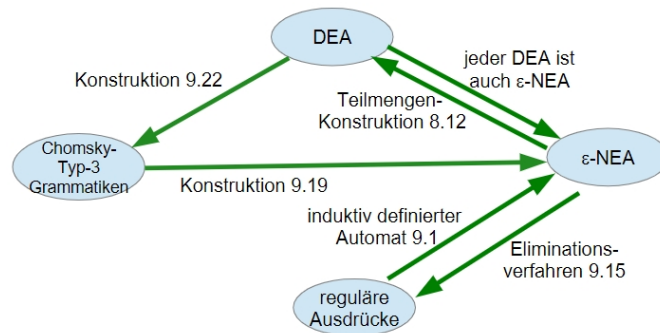 DEA
jeder DEA ist
auch ε-NEA
Konstruktion 9.22
Teilmengen-
Konstruktion 8.12
Chomsky-
Typ-3
Grammatiken
ε-NEA
Konstruktion 9.19
induktiv definierter
Automat 9.1
Eliminations-
verfahren 9.15
reguläre
Ausdrücke